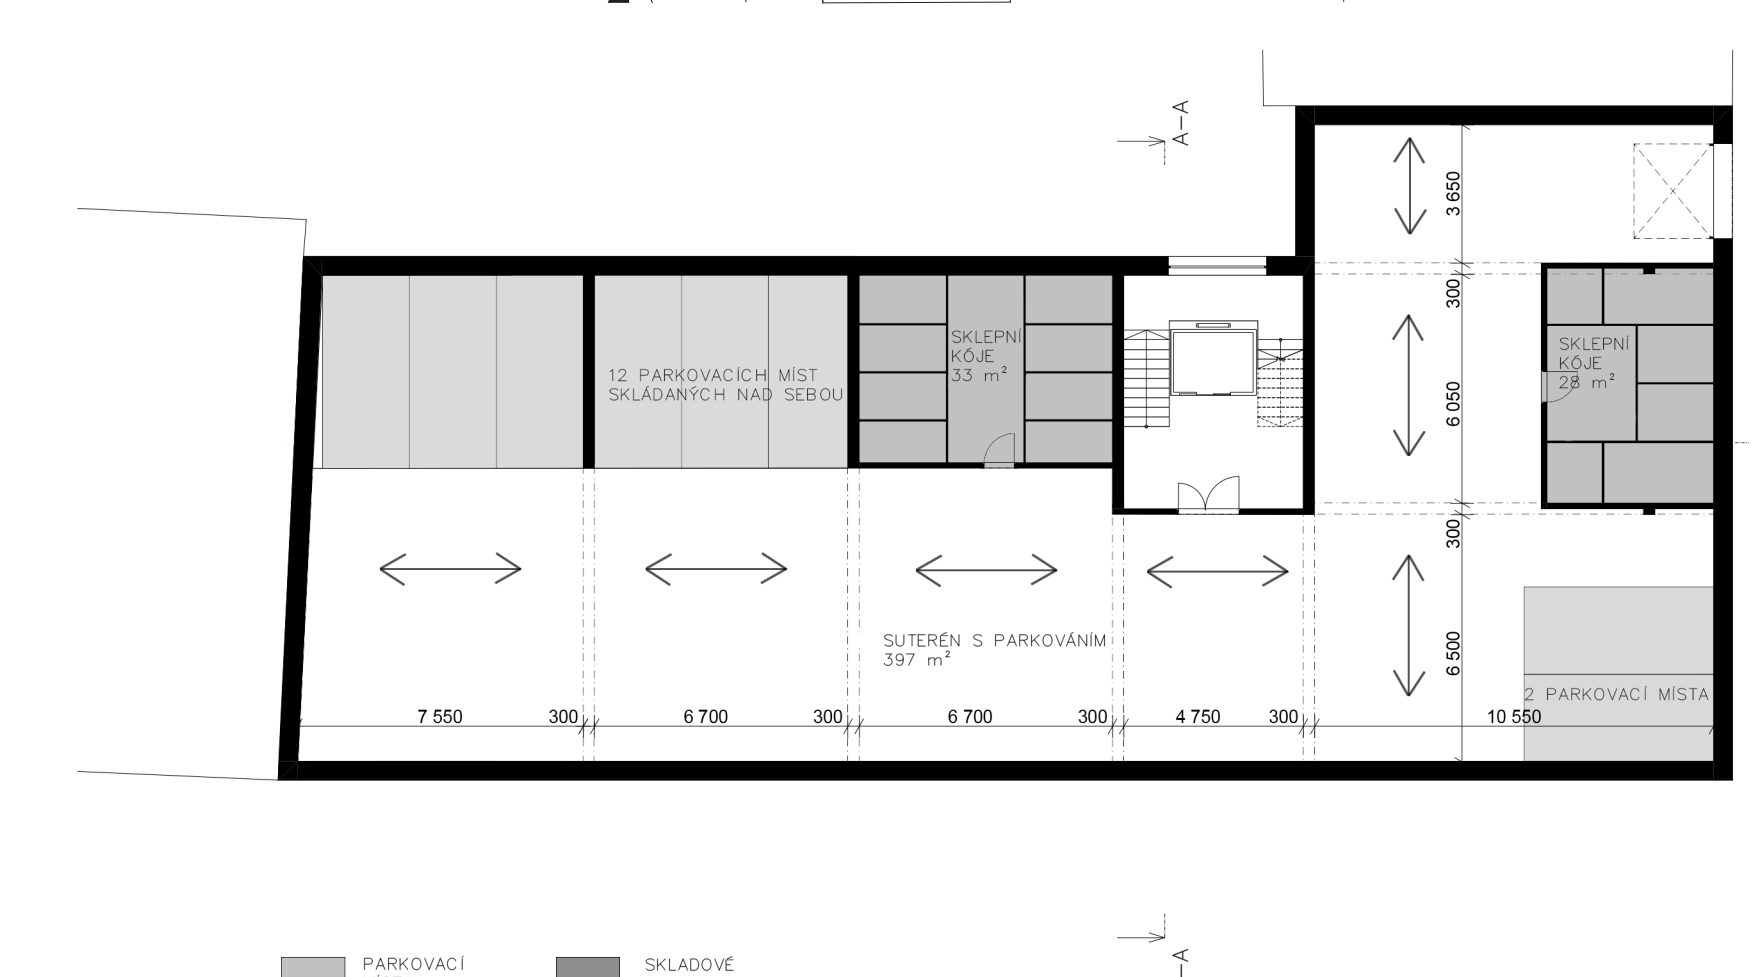 A–A
3 650
300
6 050
300
6 500
12 PARKOVACÍCH MÍST
SKLÁDANÝCH NAD SEBOU
SKLEPNÍ
KÓJE
33 m²
SKLEPNÍ
KÓJE
28 m²
SUTERÉN S PARKOVÁNÍM
397 m²
2 PARKOVACÍ MÍSTA
7 550
300
6 700
300
6 700
300
4 750
300
10 550
PARKOVACÍ
SKLADOVÉ